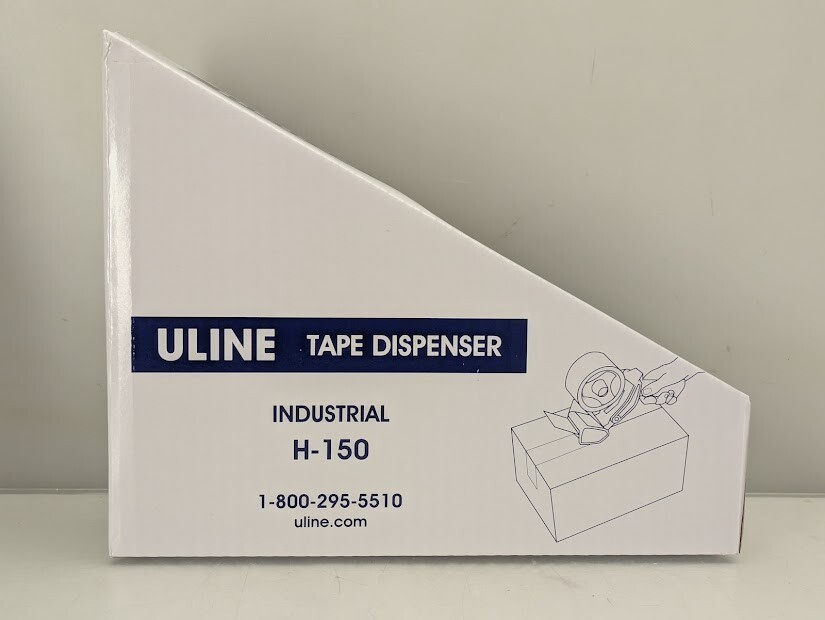 ULINE TAPE DISPENSER
INDUSTRIAL
H-150
1-800-295-5510
uline.com